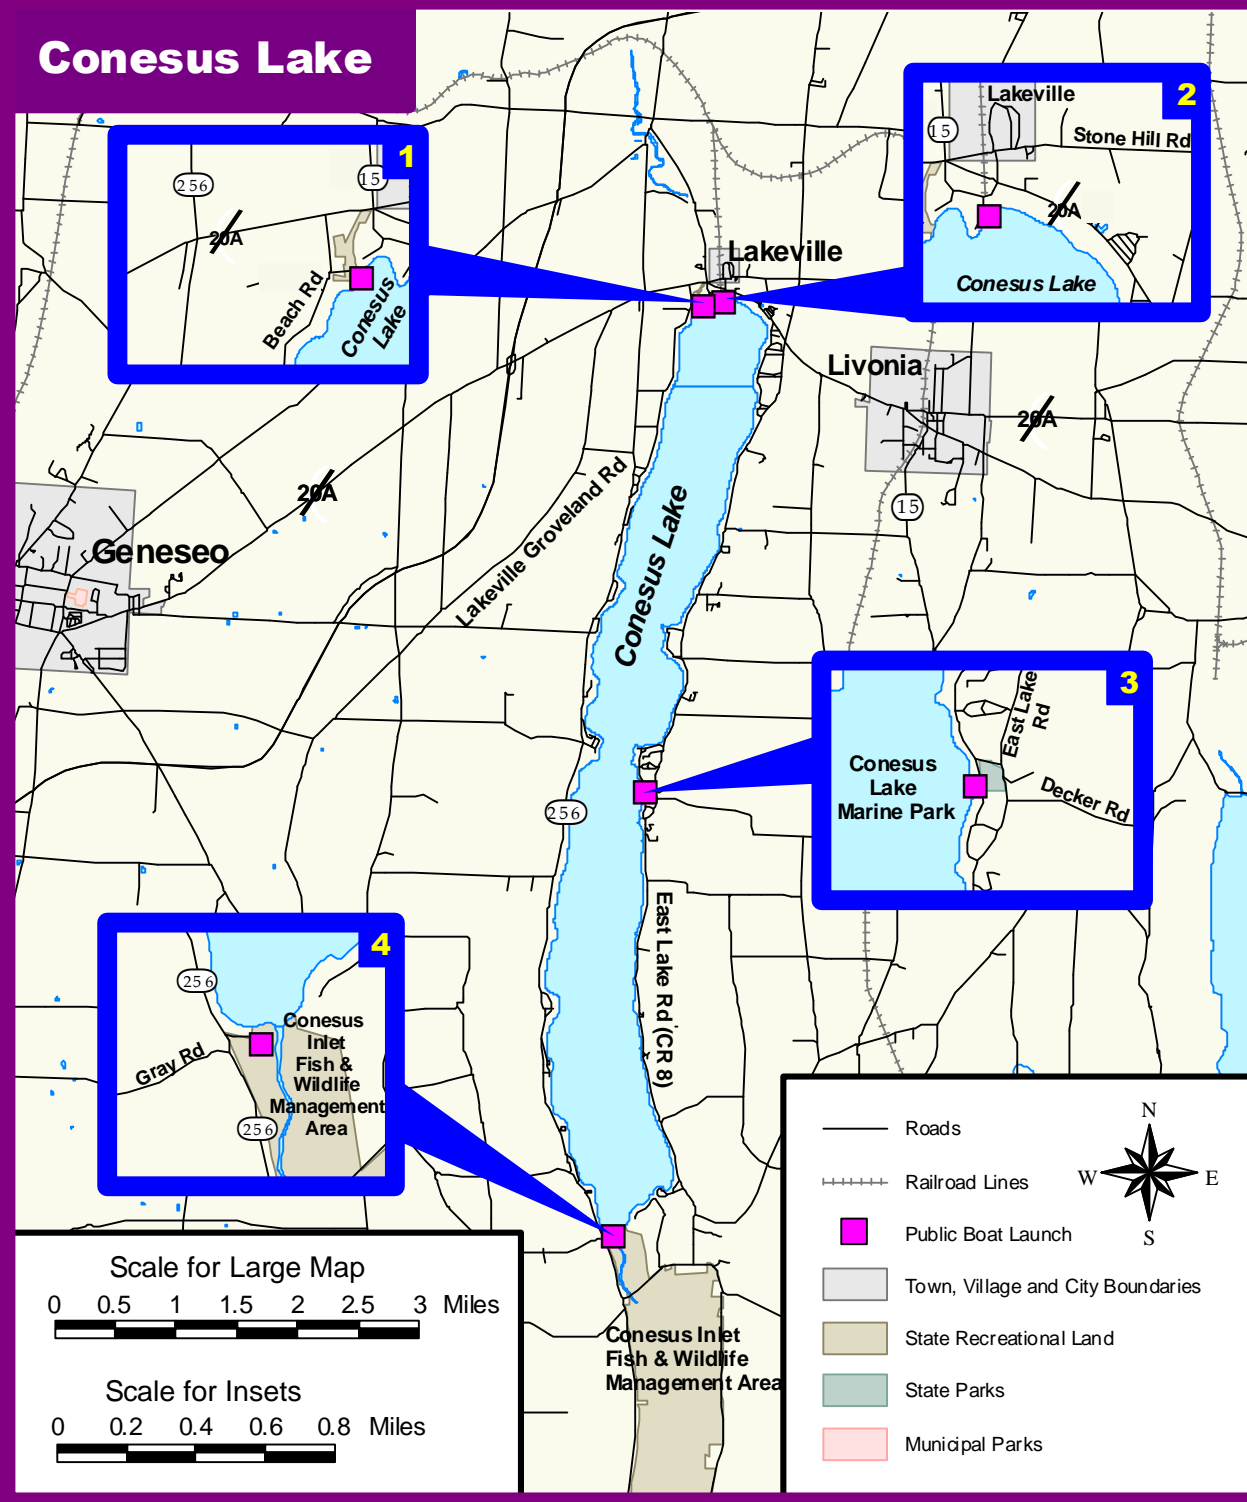 Conesus Lake
1
256
15
20A
Beach Rd
Conesus
Lake
2
Lakeville
15
Stone Hill Rd
20A
Conesus Lake
Lakeville
Livonia
20A
15
20A
Geneseo
Lakeville Groveland Rd
Conesus Lake
3
East Lake
Rd
Conesus
Lake
Marine Park
Decker Rd
256
East Lake Rd (CR 8)
4
256
Conesus
Inlet
Fish &
Wildlife
Management
Area
Gray Rd
256
Conesus Inlet
Fish & Wildlife
Management Area
Scale for Large Map
0 0.5 1 1.5 2 2.5 3 Miles
Scale for Insets
0 0.2 0.4 0.6 0.8 Miles
N
W E
S
Roads
Railroad Lines
Public Boat Launch
Town, Village and City Boundaries
State Recreational Land
State Parks
Municipal Parks